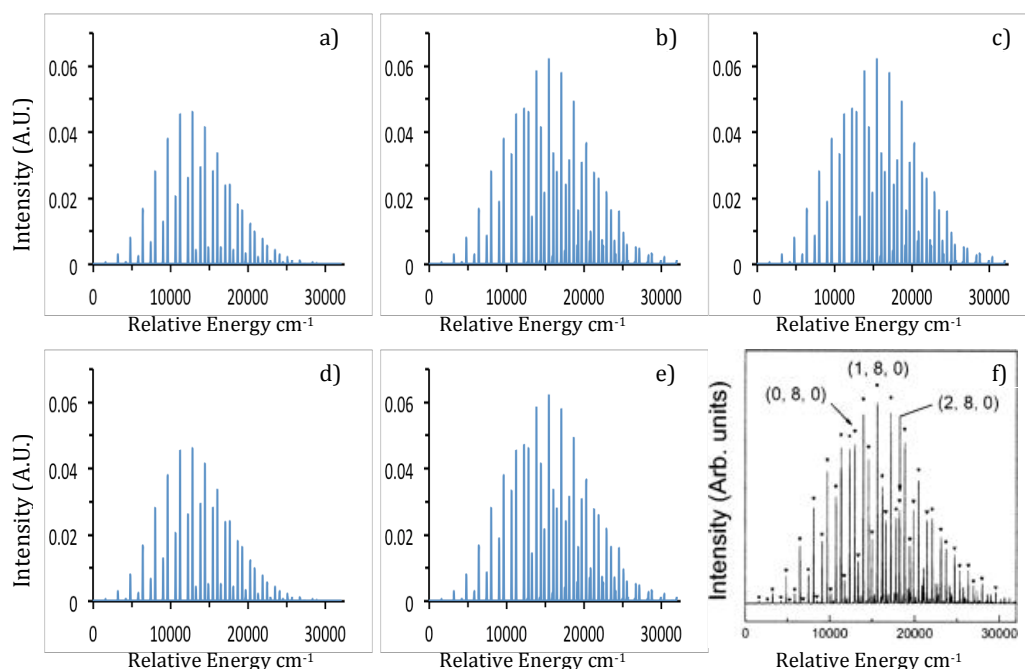 a)
b)
c)
Intensity (A.U.)
0.06
0.04
0.02
0
0.06
0.04
0.02
0
0.06
0.04
0.02
0
0 10000 20000 30000
0 10000 20000 30000
0 10000 20000 30000
Relative Energy cm-1
Relative Energy cm-1
Relative Energy cm-1
d)
e)
f)
Intensity (A.U.)
0.06
0.04
0.02
0
0.06
0.04
0.02
0
Intensity (Arb. units)
(1, 8, 0)
(0, 8, 0)
(2, 8, 0)
0 10000 20000 30000
0 10000 20000 30000
10000 20000 30000
Relative Energy cm-1
Relative Energy cm-1
Relative Energy cm-1